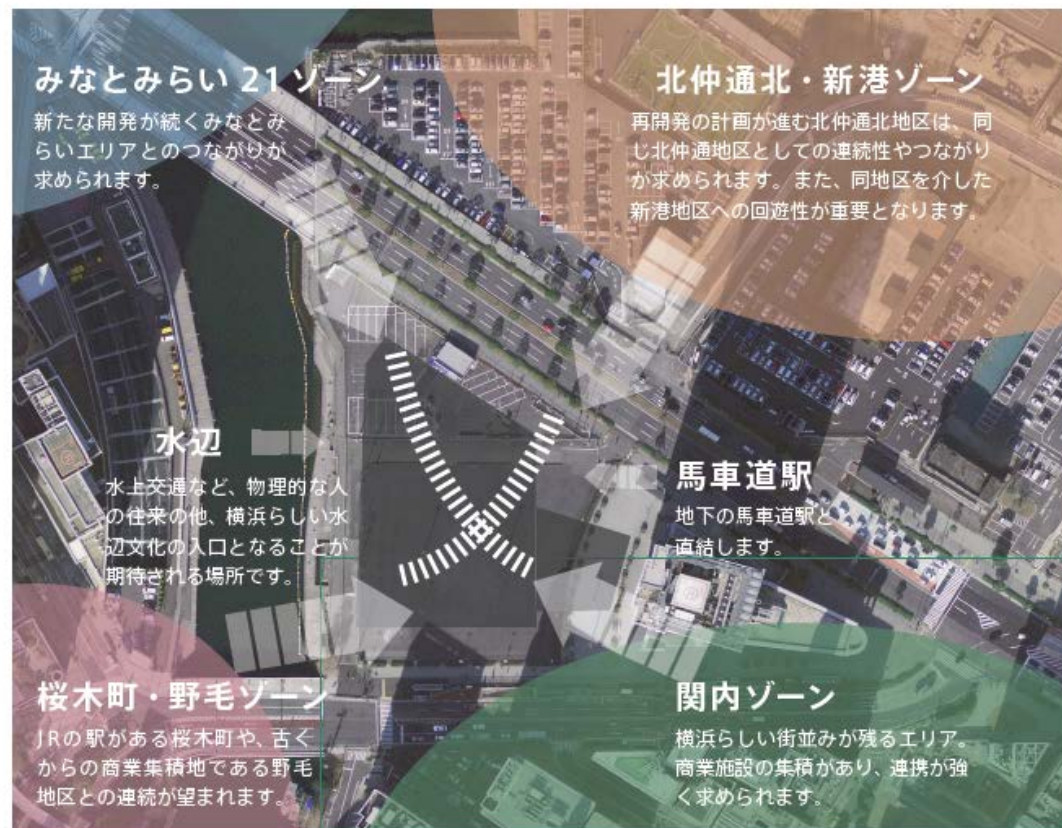 みなとみらい 21 ゾーン
新たな開発が続くみなとみ
らいエリアとのつながりが
求められます。
北仲通北・新港ゾーン
再開発の計画が進む北仲通北地区は、同
じ北仲通地区としての連続性やつながり
が求められます。また、同地区を介した
新港地区への回遊性が重要となります。
水辺
水上交通など、物理的な人
の往来の他、横浜らしい水
辺文化の入口となることが
期待される場所です。
馬車道駅
地下の馬車道駅と
直結します。
桜木町・野毛ゾーン
JRの駅がある桜木町や、古く
からの商業集積地である野毛
地区との連続が望まれます。
関内ゾーン
横浜らしい街並みが残るエリア。
商業施設の集積があり、連携が強
く求められます。